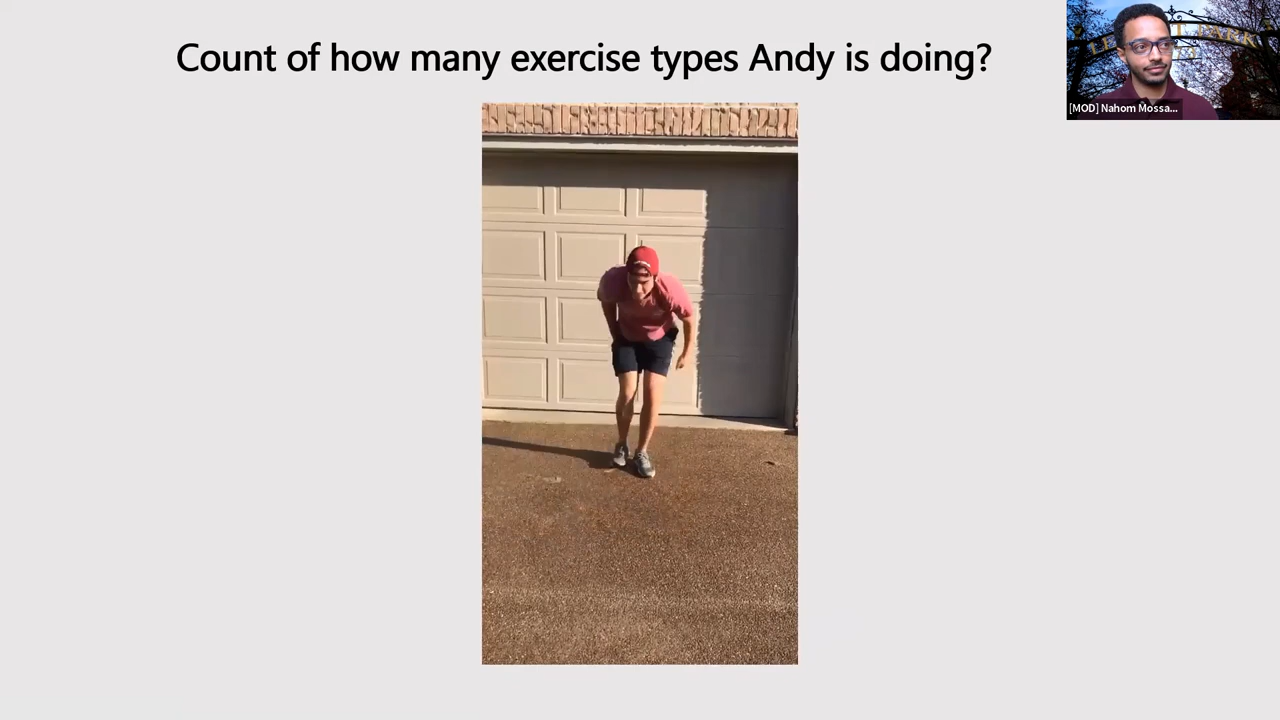 Count of how many exercise types Andy is doing?
[MOD] Nahom Mossa...